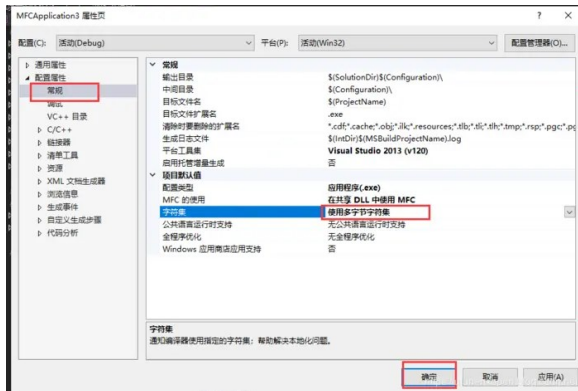 MFCApplication3 属性页
? ×
配置(C): 活动(Debug) 平台(P): 活动(Win32) 配置管理器(O)...
通用属性
配置属性
常规
调试
VC++ 目录
C/C++
链接器
清单工具
资源
XML 文档生成器
浏览信息
生成事件
自定义生成步骤
代码分析
常规
输出目录 $(SolutionDir)$(Configuration)\
中间目录 $(Configuration)\
目标文件名 $(ProjectName)
目标文件扩展名 .exe
清除时要删除的扩展名 *.cdf;*.cache;*.obj;*.ilk;*.resources;*.tlb;*.tli;*.tlh;*.tmp;*.rsp;*.pgc;*.pg
生成日志文件 $(IntDir)$(MSBuildProjectName).log
平台工具集 Visual Studio 2013 (v120)
启用托管增量生成 否
项目默认值
配置类型 应用程序(.exe)
MFC 的使用 在共享 DLL 中使用 MFC
字符集 使用多字节字符集
公共语言运行时支持 无公共语言运行时支持
全程序优化 无全程序优化
Windows 应用商店应用支持 否
字符集
通知编译器使用指定的字符集；帮助解决本地化问题。
确定 取消 应用(A)